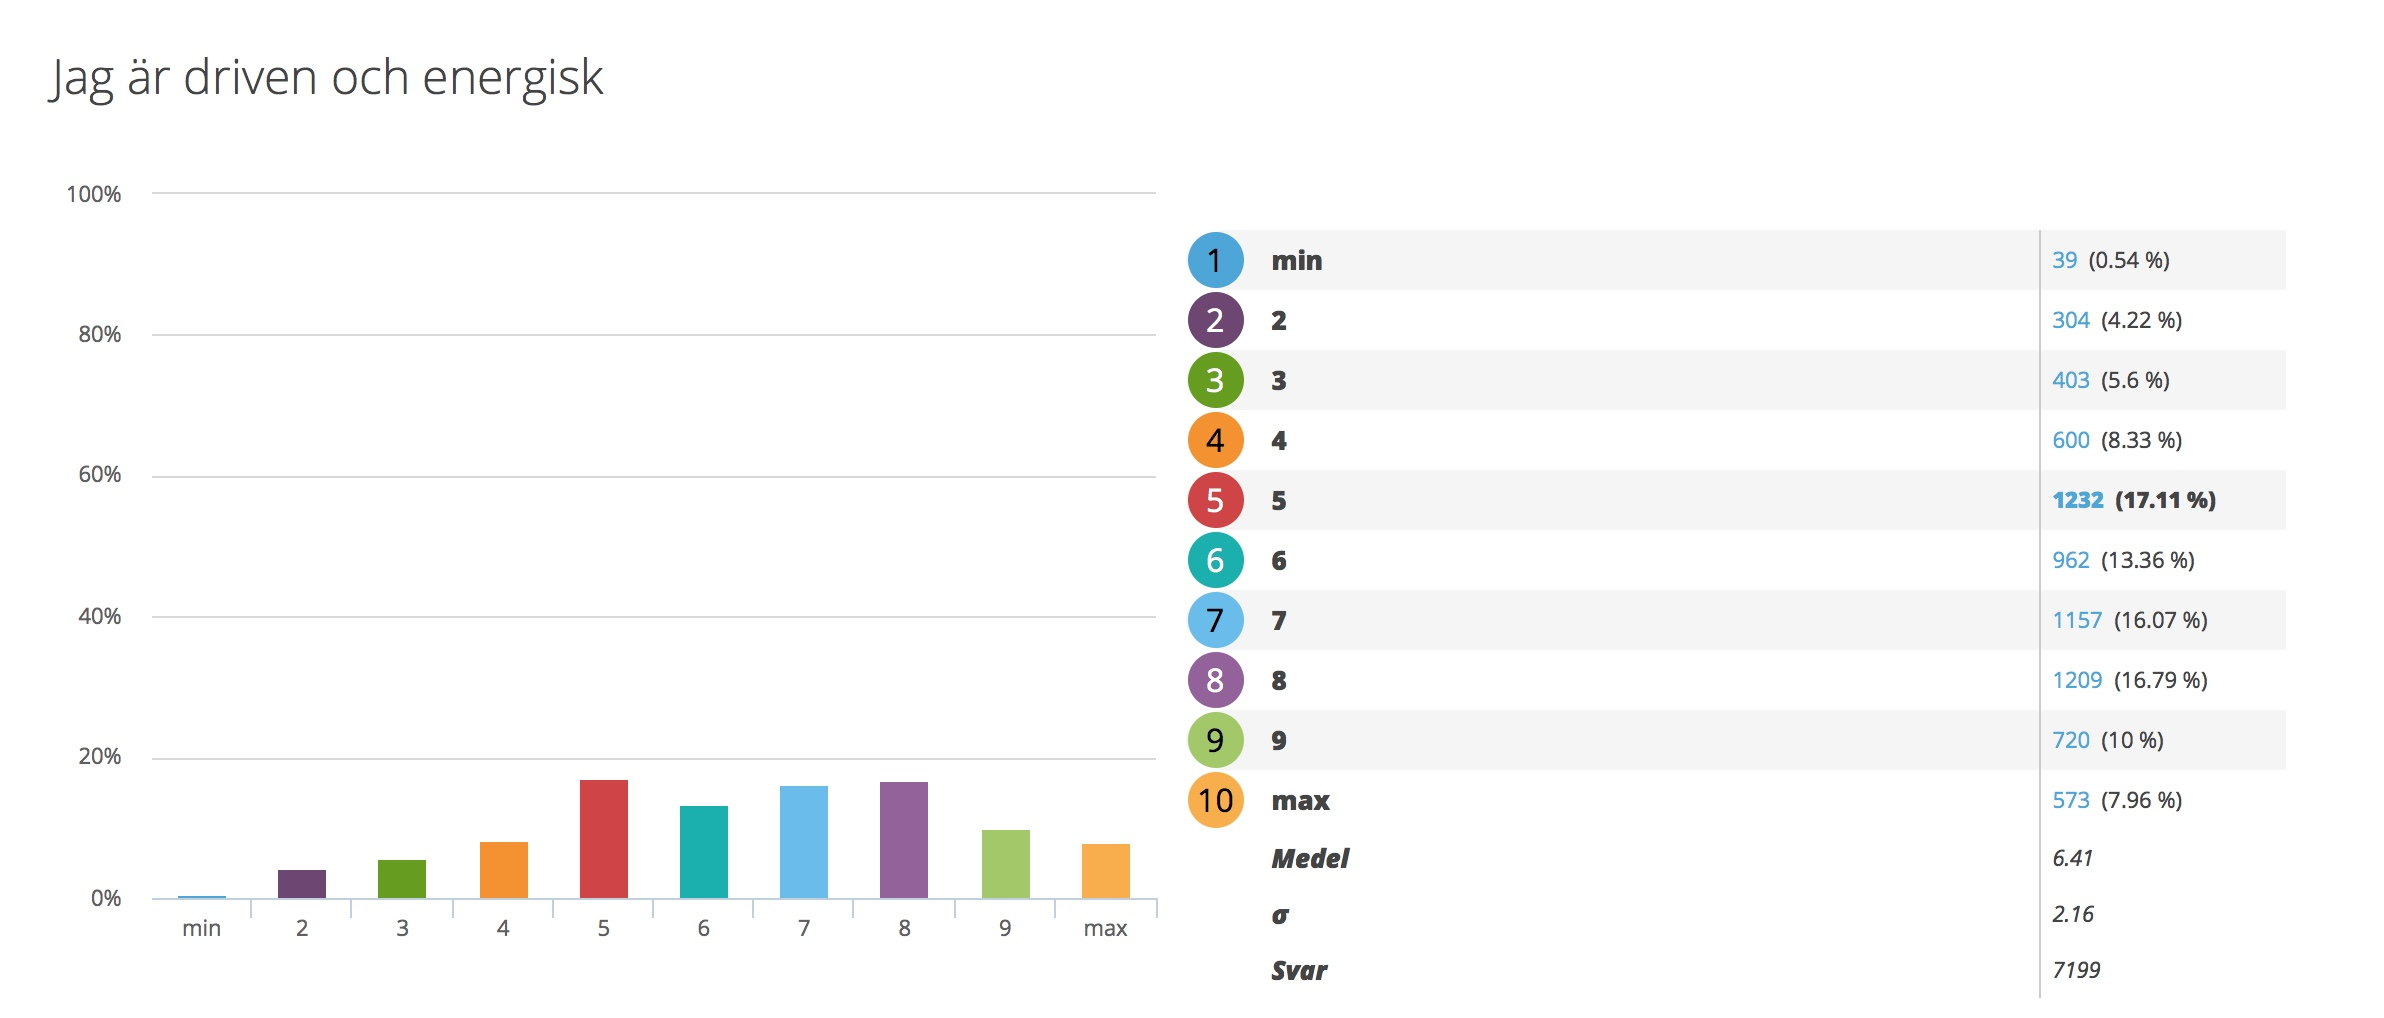 Jag är driven och energisk
100%
80%
60%
40%
20%
0%
min 2 3 4 5 6 7 8 9 max
1 min 39 (0.54 %)
2 2 304 (4.22 %)
3 3 403 (5.6 %)
4 4 600 (8.33 %)
5 5 1232 (17.11 %)
6 6 962 (13.36 %)
7 7 1157 (16.07 %)
8 8 1209 (16.79 %)
9 9 720 (10 %)
10 max 573 (7.96 %)
Medel 6.41
σ 2.16
Svar 7199